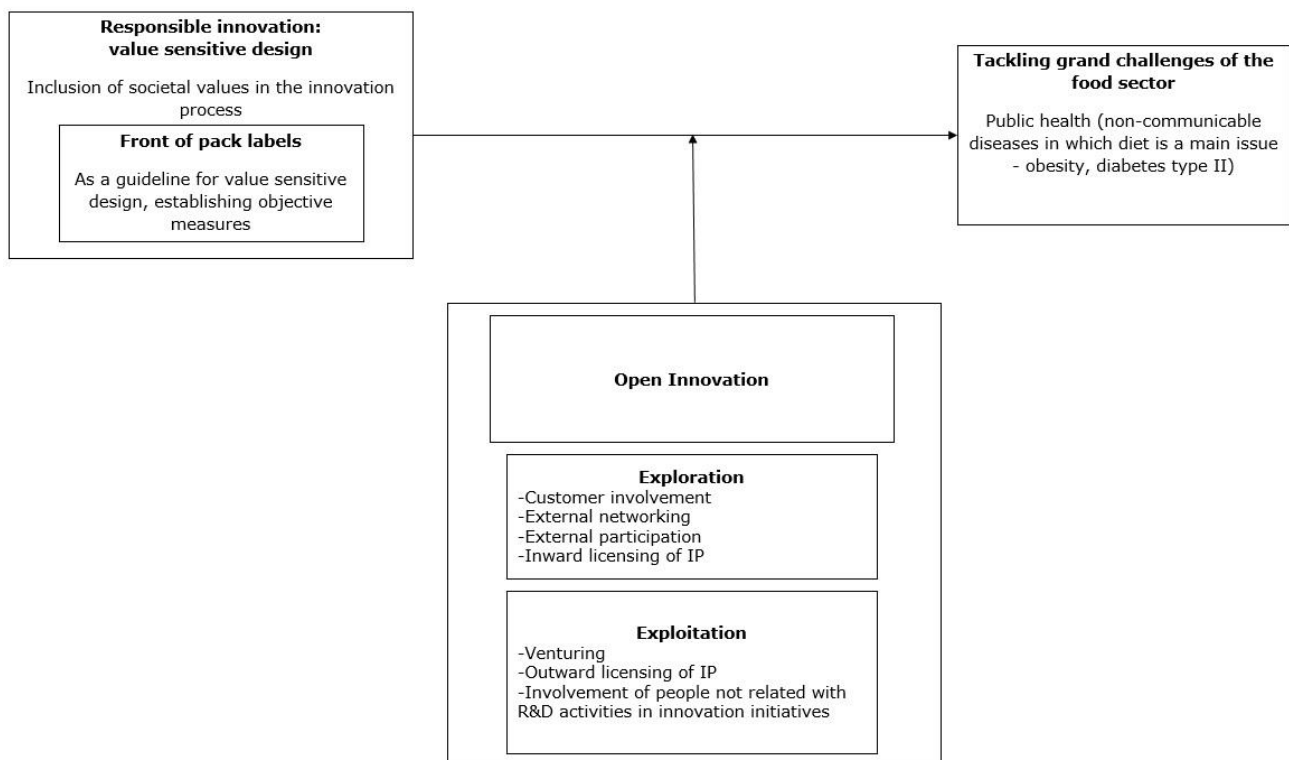 Responsible innovation:
value sensitive design
Inclusion of societal values in the innovation
process
Front of pack labels
As a guideline for value sensitive
design, establishing objective
measures
Tackling grand challenges of the
food sector
Public health (non-communicable
diseases in which diet is a main issue
- obesity, diabetes type II)
Open Innovation
Exploration
-Customer involvement
-External networking
-External participation
-Inward licensing of IP
Exploitation
-Venturing
-Outward licensing of IP
-Involvement of people not related with
R&D activities in innovation initiatives